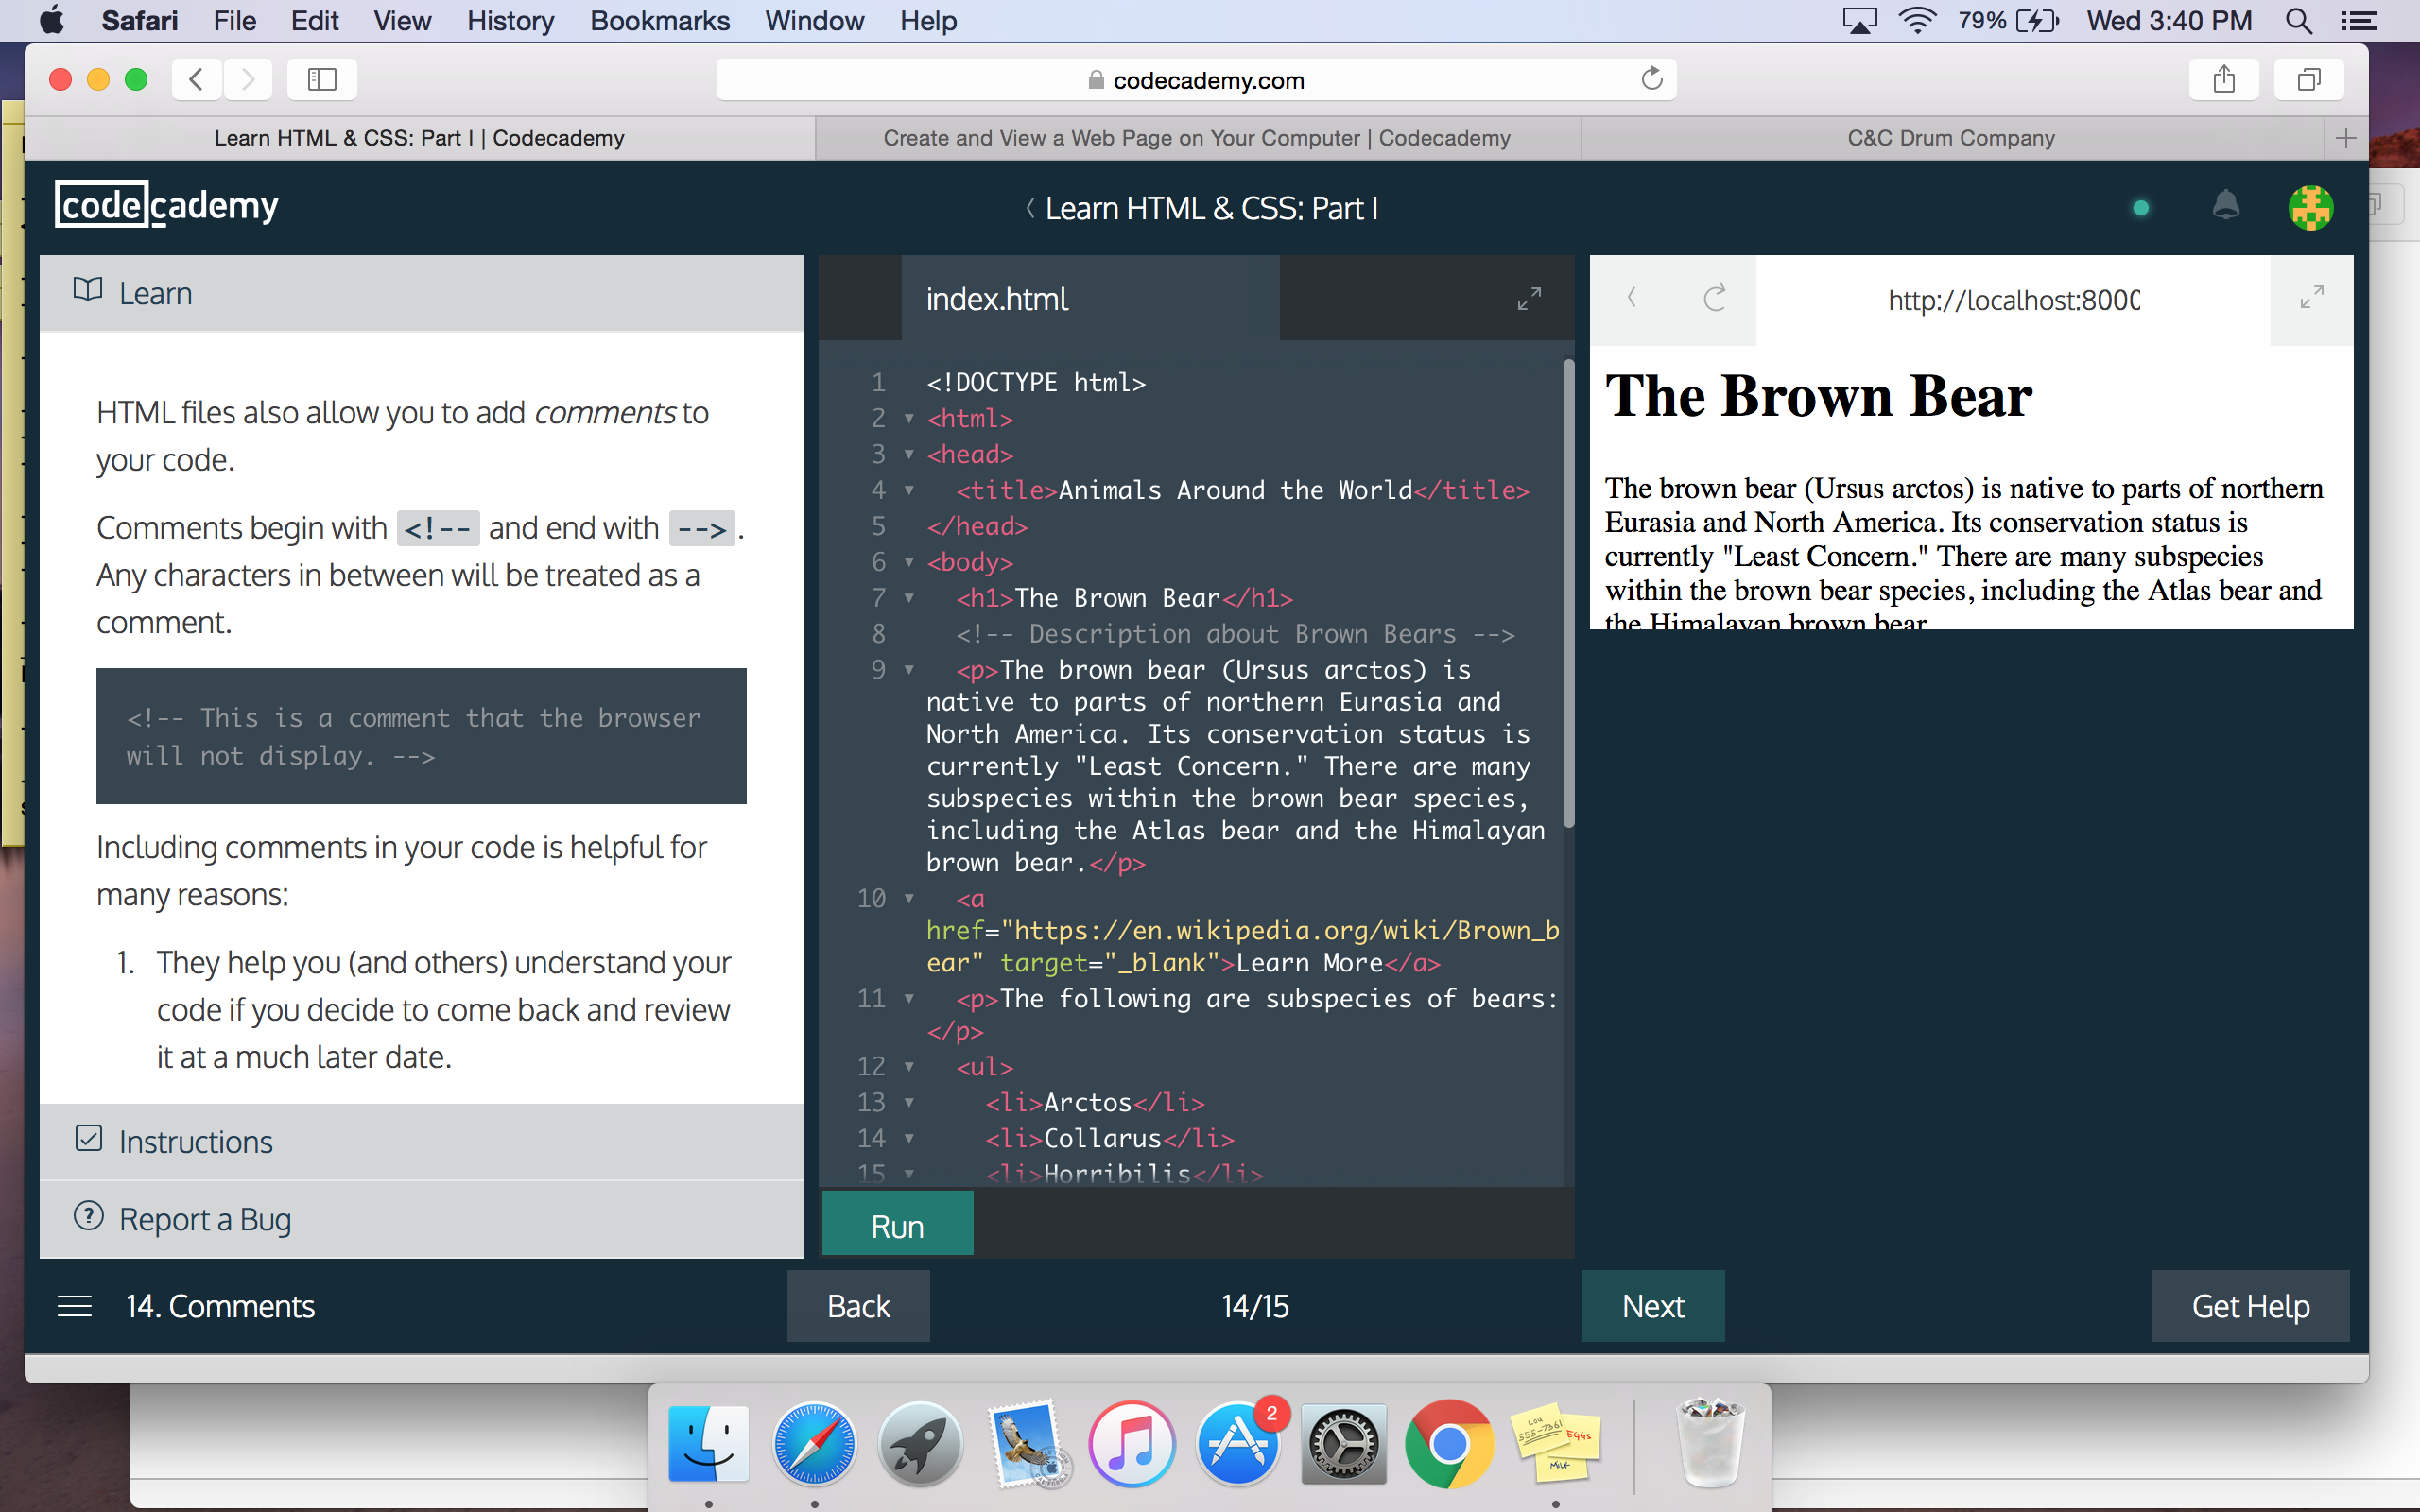 Safari File Edit View History Bookmarks Window Help 79% Wed 3:40 PM
codecademy.com
Learn HTML & CSS: Part I | Codecademy
Create and View a Web Page on Your Computer | Codecademy
C&C Drum Company
codecademy
Learn HTML & CSS: Part I
Learn
HTML files also allow you to add comments to
your code.
Comments begin with <!-- and end with -->.
Any characters in between will be treated as a
comment.
<!-- This is a comment that the browser
will not display. -->
Including comments in your code is helpful for
many reasons:
1. They help you (and others) understand your
code if you decide to come back and review
it at a much later date.
Instructions
Report a Bug
index.html
1 <!DOCTYPE html>
2 <html>
3 <head>
4 <title>Animals Around the World</title>
5 </head>
6 <body>
7 <h1>The Brown Bear</h1>
8 <!-- Description about Brown Bears -->
9 <p>The brown bear (Ursus arctos) is
native to parts of northern Eurasia and
North America. Its conservation status is
currently "Least Concern." There are many
subspecies within the brown bear species,
including the Atlas bear and the Himalayan
brown bear.</p>
10 <a
href="https://en.wikipedia.org/wiki/Brown_b
ear" target="_blank">Learn More</a>
11 <p>The following are subspecies of bears:
</p>
12 <ul>
13 <li>Arctos</li>
14 <li>Collarus</li>
15 <li>Horribilis</li>
Run
http://localhost:8000
The Brown Bear
The brown bear (Ursus arctos) is native to parts of northern
Eurasia and North America. Its conservation status is
currently "Least Concern." There are many subspecies
within the brown bear species, including the Atlas bear and
the Himalayan brown bear.
14. Comments
Back
14/15
Next
Get Help
2
LOU
555-7361
EGGS
MILK